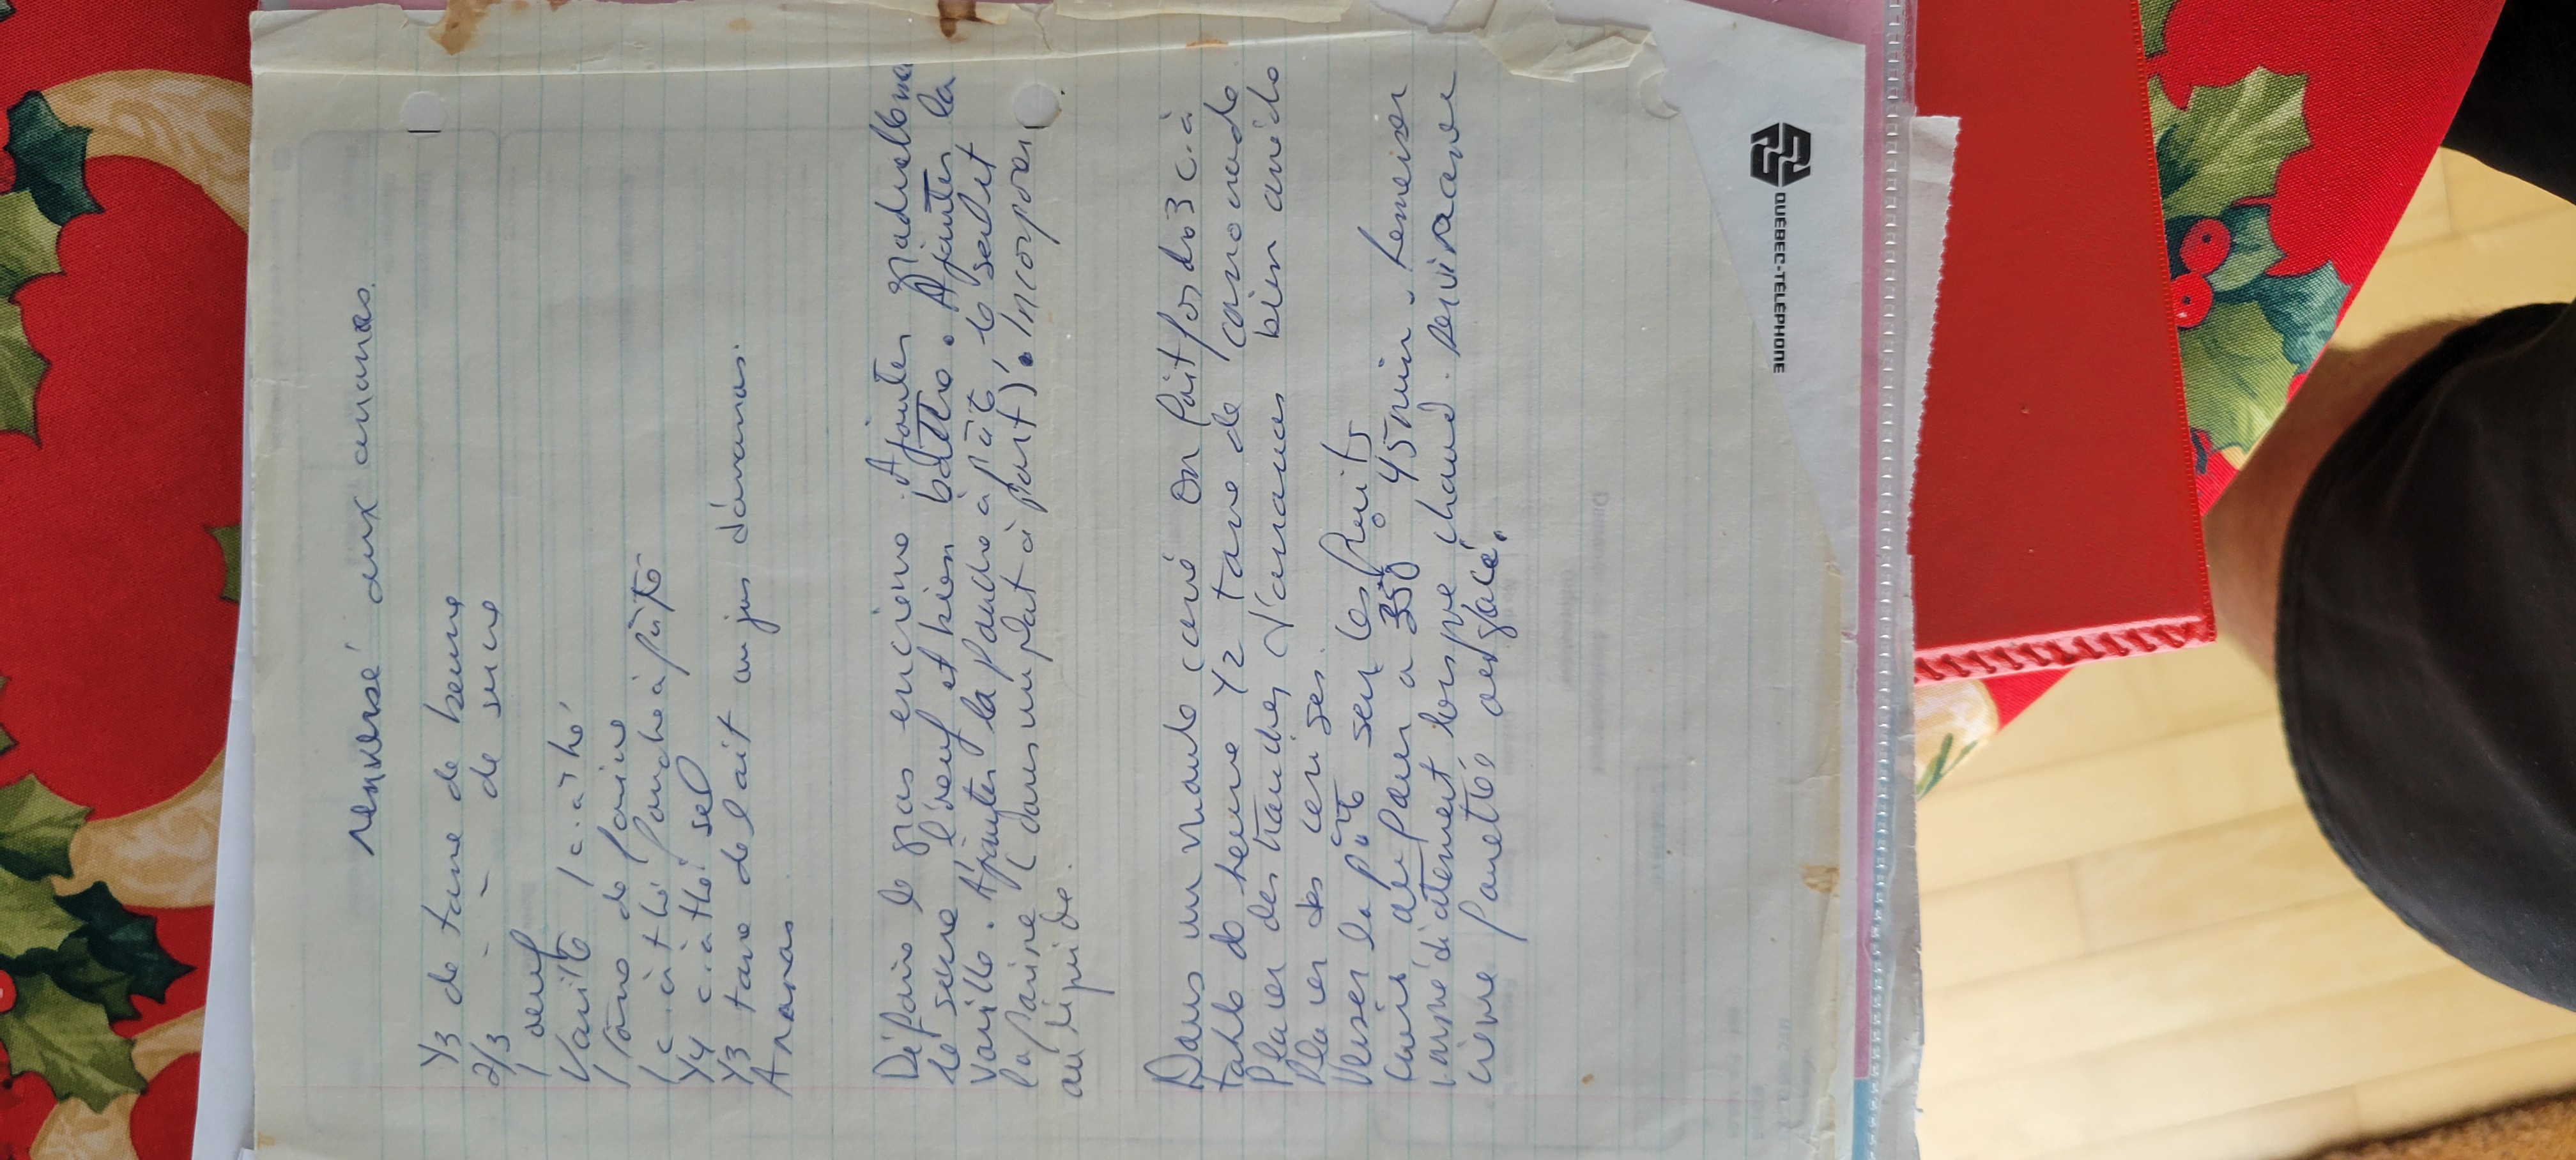 Renversé aux ananas.
1/3 de tasse de beurre
2/3 - - de sucre
1 oeuf
Vanille 1 c. a thé
1 tasse de farine
1 c. à thé poudre à pâte
1/4 c. a thé sel
1/3 tasse de lait ou jus d'ananas.
Ananas
Défaire le gras en crème. Ajouter graduellement
le sucre l'oeuf et bien battre. Ajouter la
vanille. Ajouter la poudre à pâte, le sel et
la farine (dans un plat à part). Incorporer
au liquide.
Dans un moule carré on fait fondre 3 c. à
table de beurre 1/2 tasse de cassonade.
Placer des tranches d'ananas bien
Placer des cerises.
Verser la pâte sur les fruits
Cuire au four a 350° 45 min. Renverser
immédiatement lorsque chaud. Servir avec
crème fouettée ou glacé.
QUEBEC-TELEPHONE